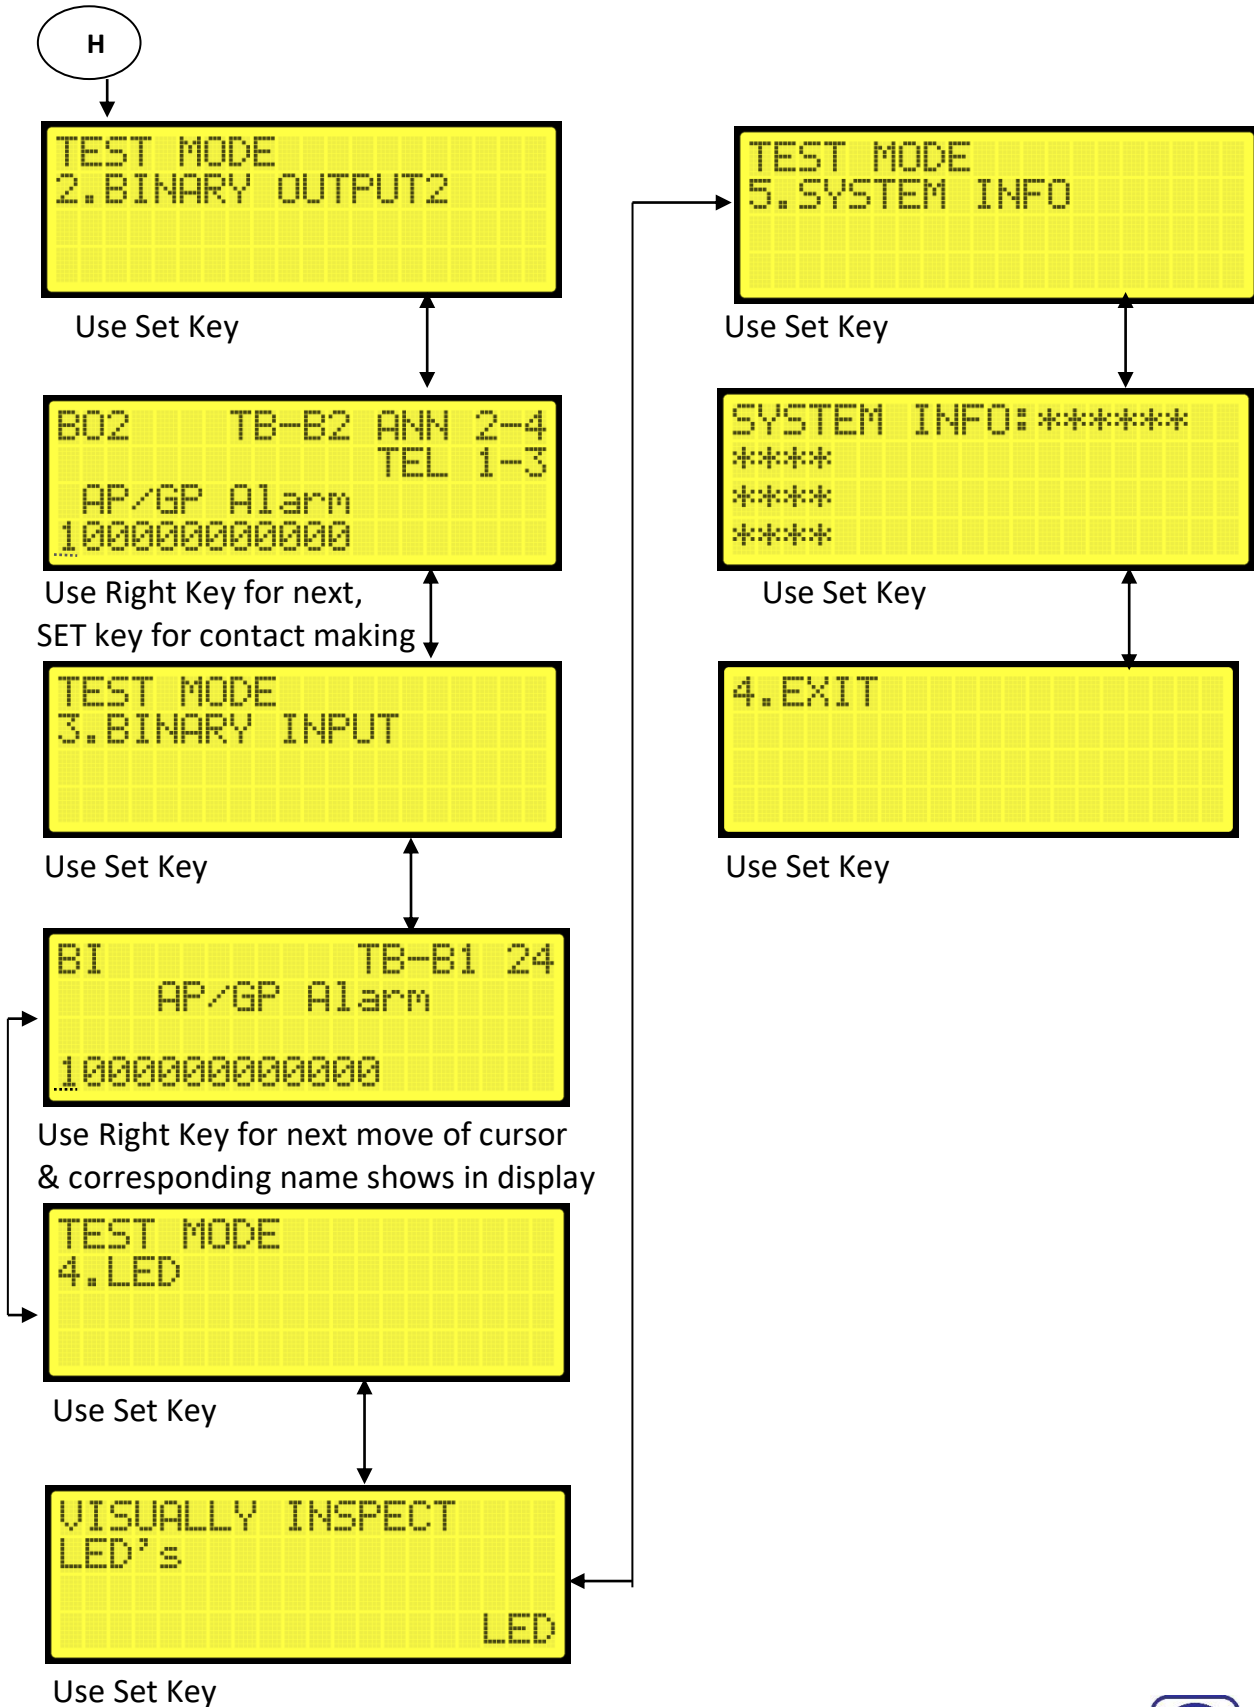 H
TEST MODE
2.BINARY OUTPUT2
Use Set Key
BO2    TB-B2 ANN 2-4
TEL 1-3
AP/GP Alarm
100000000000
Use Right Key for next,
SET key for contact making
TEST MODE
3.BINARY INPUT
Use Set Key
BI          TB-B1 24
AP/GP Alarm
1000000000000
Use Right Key for next move of cursor
& corresponding name shows in display
TEST MODE
4.LED
Use Set Key
VISUALLY INSPECT
LED's
LED
Use Set Key
TEST MODE
5.SYSTEM INFO
Use Set Key
SYSTEM INFO:******
****
****
****
Use Set Key
4.EXIT
Use Set Key